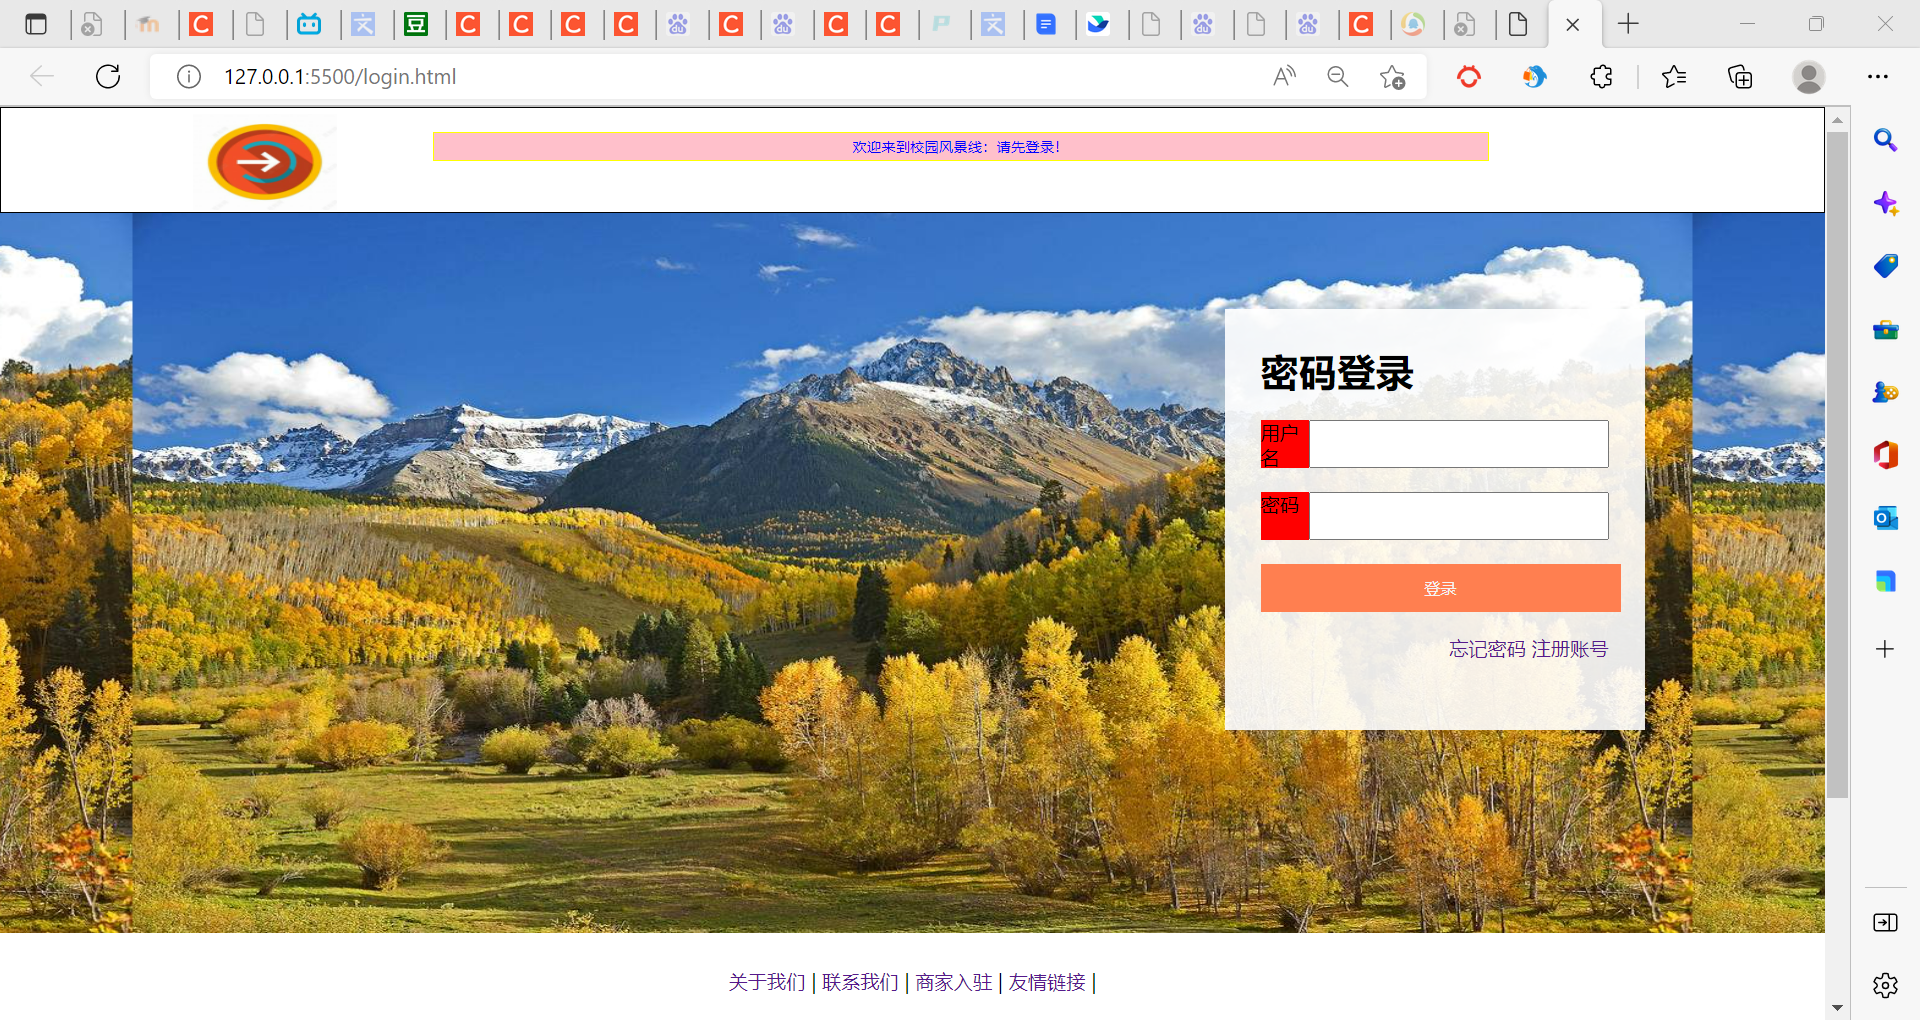 127.0.0.1:5500/login.html
欢迎来到校园风景线：请先登录！
密码登录
用户名
密码
登录
忘记密码 注册账号
关于我们 | 联系我们 | 商家入驻 | 友情链接 |